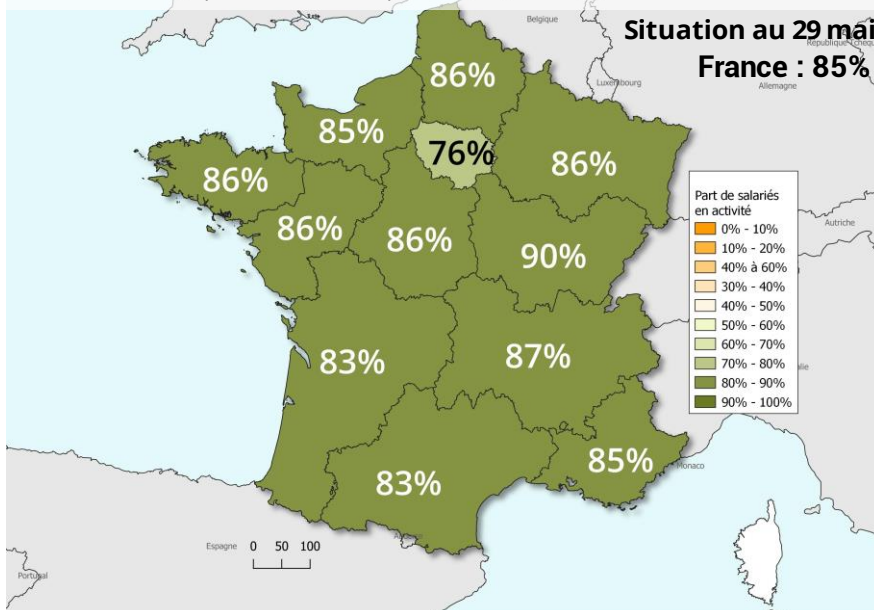 Situation au 29 mai
France : 85%
Belgique
Luxembourg
Allemagne
86%
85%
76%
86%
86%
86%
86%
90%
83%
87%
83%
85%
Part de salariés
en activité
0% - 10%
10% - 20%
40% à 60%
30% - 40%
40% - 50%
50% - 60%
60% - 70%
70% - 80%
80% - 90%
90% - 100%
Autriche
Monaco
Espagne
0 50 100
Portugal